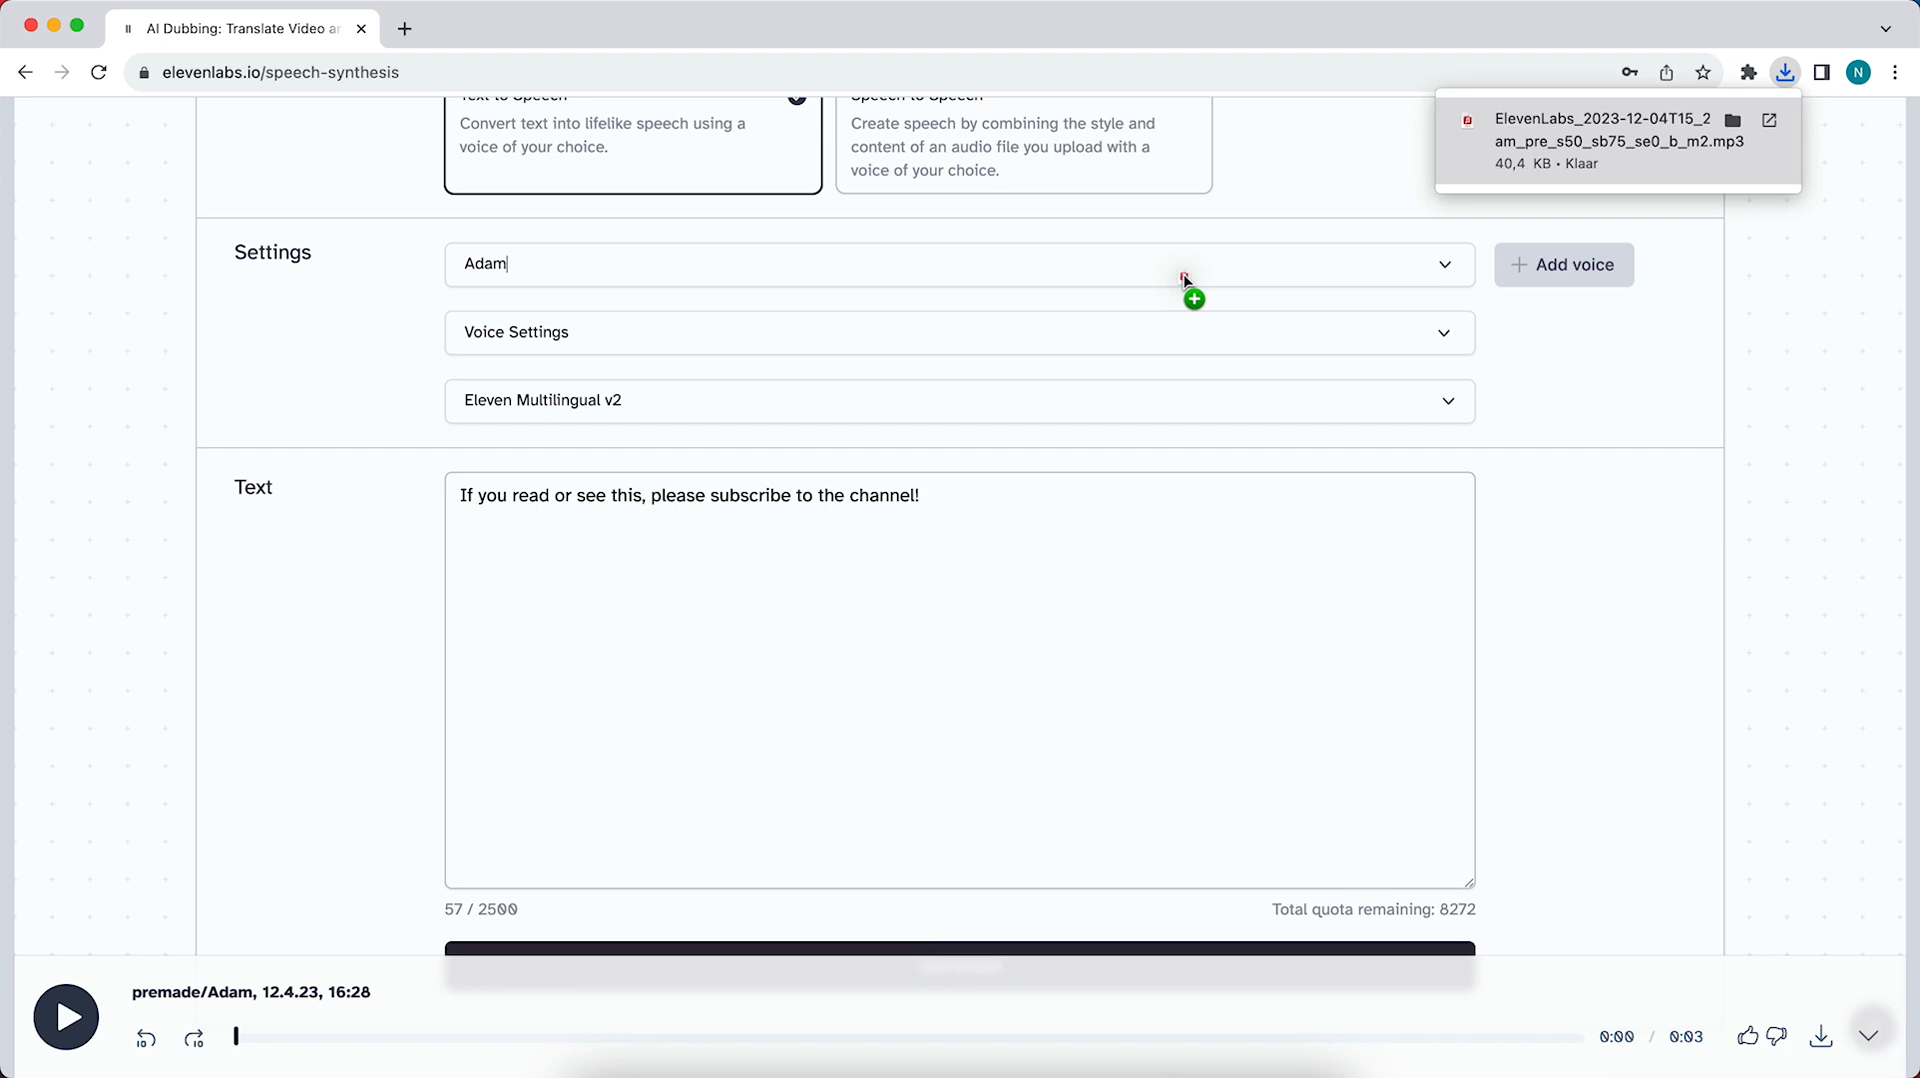 AI Dubbing: Translate Video ar
elevenlabs.io/speech-synthesis
N
ElevenLabs_2023-12-04T15_2
am_pre_s50_sb75_se0_b_m2.mp3
40,4 KB • Klaar
Text to Speech
Convert text into lifelike speech using a
voice of your choice.
Speech to Speech
Create speech by combining the style and
content of an audio file you upload with a
voice of your choice.
Settings
Adam
+ Add voice
Voice Settings
Eleven Multilingual v2
Text
If you read or see this, please subscribe to the channel!
57 / 2500
Total quota remaining: 8272
premade/Adam, 12.4.23, 16:28
10
10
0:00 / 0:03